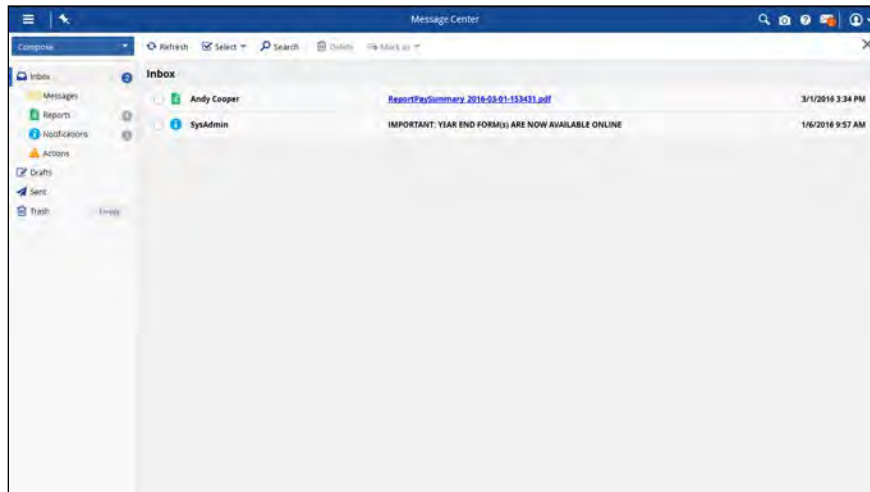 Message Center
Compose
Refresh Select Search Delete Mark as
Inbox 2
Messages
Reports
Notifications
Actions
Drafts
Sent
Trash Empty
Inbox
Andy Cooper ReportPaySummary_2016-03-01-153431.pdf 3/1/2016 3:34 PM
SysAdmin IMPORTANT: YEAR END FORM(s) ARE NOW AVAILABLE ONLINE 1/6/2016 9:57 AM